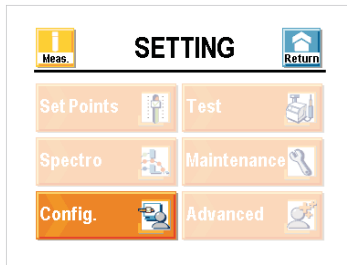 Meas.
SETTING
Return
Set Points
Test
Spectro
Maintenance
Config.
Advanced